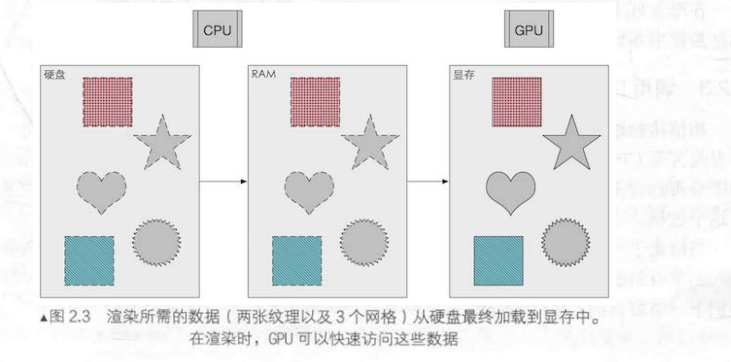 CPU
GPU
硬盘
RAM
显存
▲图 2.3 渲染所需的数据（两张纹理以及 3 个网格）从硬盘最终加载到显存中。
在渲染时，GPU 可以快速访问这些数据